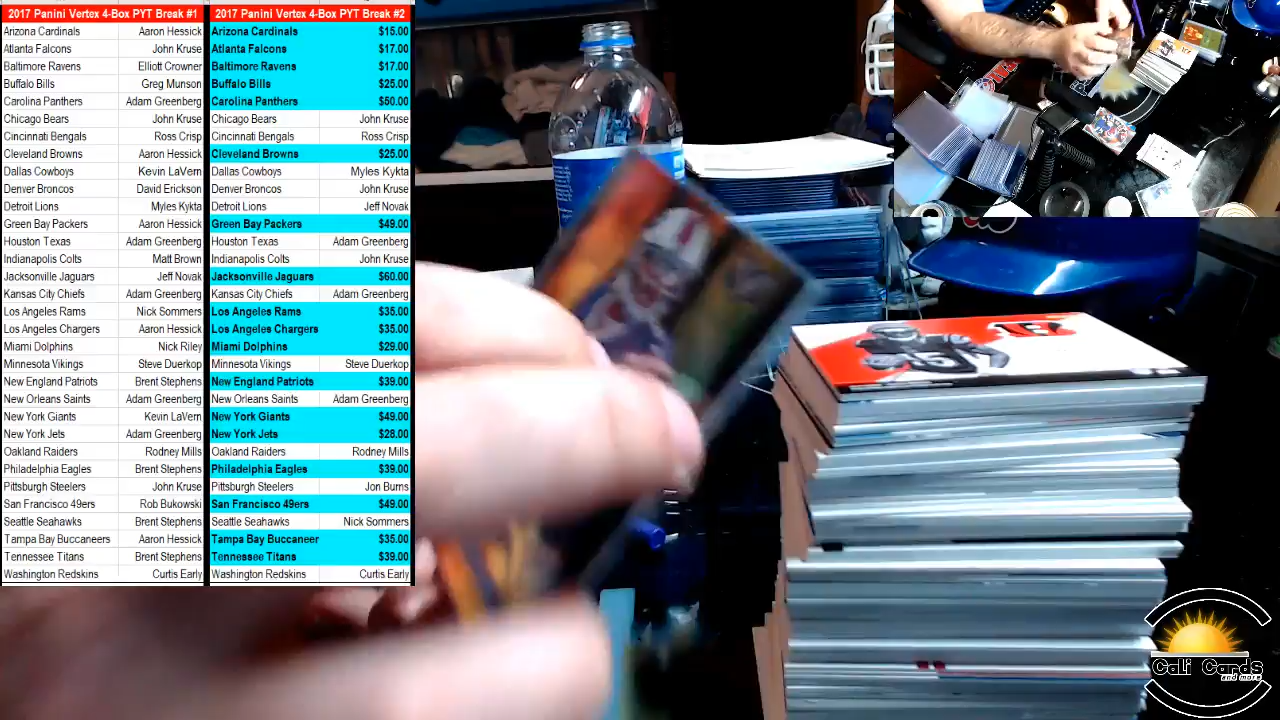 2017 Panini Vertex 4-Box PYT Break #1
Arizona Cardinals Aaron Hessick
Atlanta Falcons John Kruse
Baltimore Ravens Elliott Crowner
Buffalo Bills Greg Munson
Carolina Panthers Adam Greenberg
Chicago Bears John Kruse
Cincinnati Bengals Ross Crisp
Cleveland Browns Aaron Hessick
Dallas Cowboys Kevin LaVern
Denver Broncos David Erickson
Detroit Lions Myles Kykta
Green Bay Packers Aaron Hessick
Houston Texas Adam Greenberg
Indianapolis Colts Matt Brown
Jacksonville Jaguars Jeff Novak
Kansas City Chiefs Adam Greenberg
Los Angeles Rams Nick Sommers
Los Angeles Chargers Aaron Hessick
Miami Dolphins Nick Riley
Minnesota Vikings Steve Duerkop
New England Patriots Brent Stephens
New Orleans Saints Adam Greenberg
New York Giants Kevin LaVern
New York Jets Adam Greenberg
Oakland Raiders Rodney Mills
Philadelphia Eagles Brent Stephens
Pittsburgh Steelers John Kruse
San Francisco 49ers Rob Bukowski
Seattle Seahawks Brent Stephens
Tampa Bay Buccaneers Aaron Hessick
Tennessee Titans Brent Stephens
Washington Redskins Curtis Early
2017 Panini Vertex 4-Box PYT Break #2
Arizona Cardinals $15.00
Atlanta Falcons $17.00
Baltimore Ravens $17.00
Buffalo Bills $25.00
Carolina Panthers $50.00
Chicago Bears John Kruse
Cincinnati Bengals Ross Crisp
Cleveland Browns $25.00
Dallas Cowboys Myles Kykta
Denver Broncos John Kruse
Detroit Lions Jeff Novak
Green Bay Packers $49.00
Houston Texas Adam Greenberg
Indianapolis Colts John Kruse
Jacksonville Jaguars $60.00
Kansas City Chiefs Adam Greenberg
Los Angeles Rams $35.00
Los Angeles Chargers $35.00
Miami Dolphins $29.00
Minnesota Vikings Steve Duerkop
New England Patriots $39.00
New Orleans Saints Adam Greenberg
New York Giants $49.00
New York Jets $28.00
Oakland Raiders Rodney Mills
Philadelphia Eagles $39.00
Pittsburgh Steelers Jon Burns
San Francisco 49ers $49.00
Seattle Seahawks Nick Sommers
Tampa Bay Buccaneer $35.00
Tennessee Titans $39.00
Washington Redskins Curtis Early
Cali Cards
and more